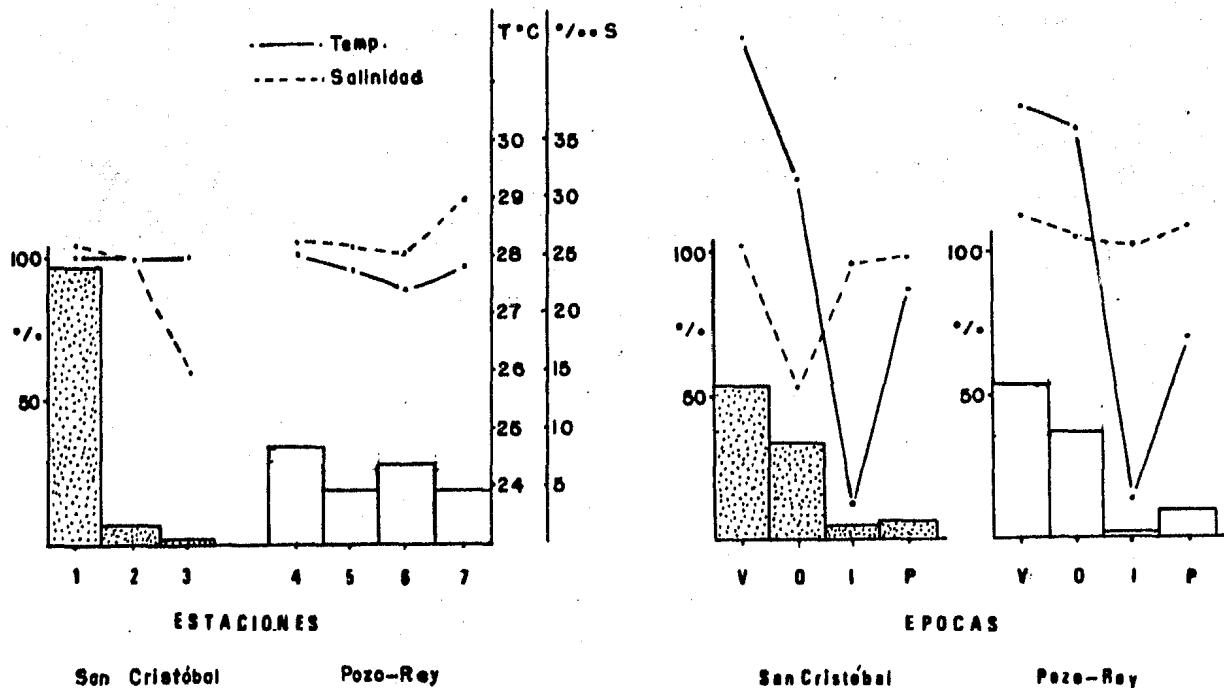 T°C °/.. S
Temp.
Salinidad
30 35
29 30
28 25
27 20
26 15
25 10
24 5
100
°/.
50
1 2 3 4 5 6 7
ESTACIONES
San Cristóbal Pozo-Rey
100
°/.
50
V O I P
100
°/.
50
V O I P
EPOCAS
San Cristóbal Pozo-Rey